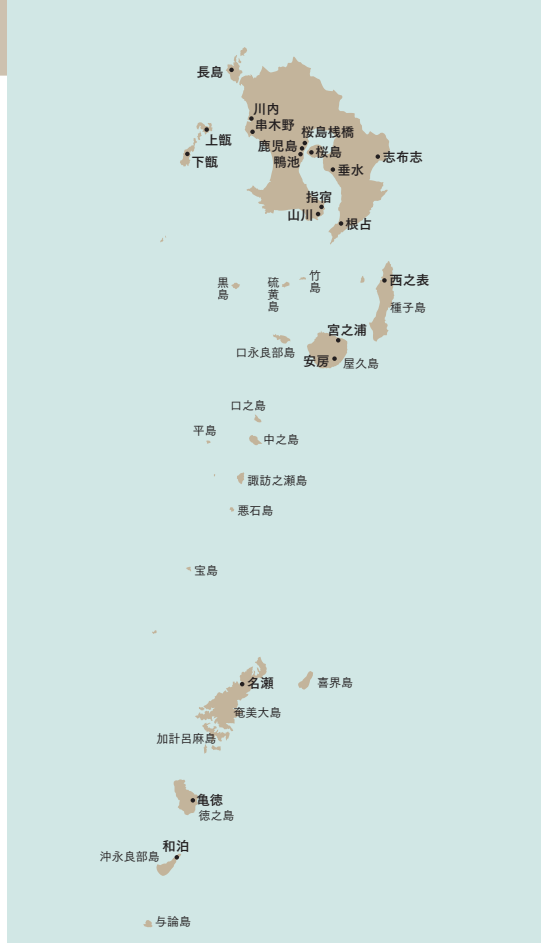 長島
川内
串木野
桜島桟橋
上甑
鹿児島
桜島
下甑
鴨池
志布志
垂水
指宿
山川
根占
西之表
黒島
硫黄島
竹島
種子島
宮之浦
口永良部島
安房
屋久島
口之島
平島
中之島
諏訪之瀬島
悪石島
宝島
名瀬
喜界島
奄美大島
加計呂麻島
亀徳
徳之島
和泊
沖永良部島
与論島